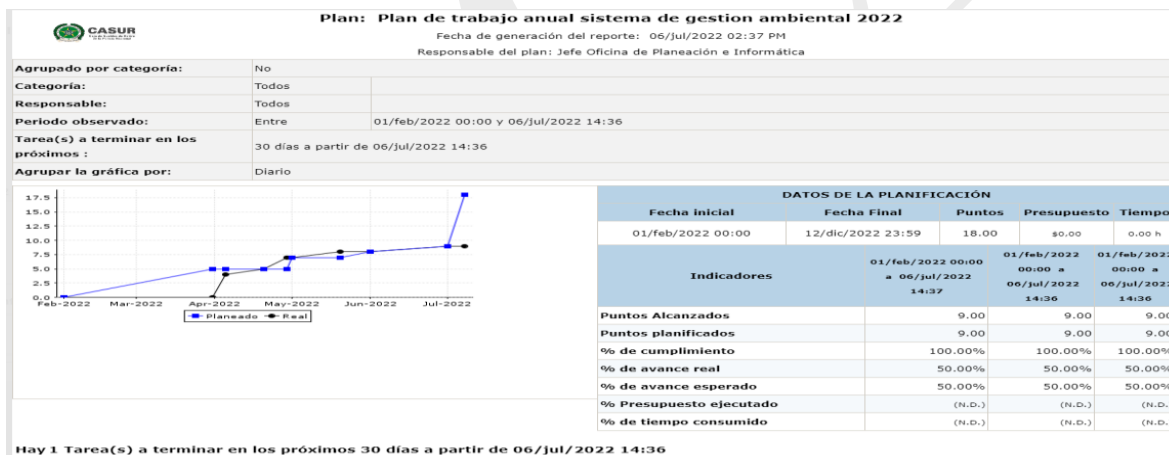 Plan: Plan de trabajo anual sistema de gestion ambiental 2022
CASUR
Fecha de generación del reporte: 06/jul/2022 02:37 PM
Responsable del plan: Jefe Oficina de Planeación e Informática
Agrupado por categoría: No
Categoría: Todos
Responsable: Todos
Periodo observado: Entre 01/feb/2022 00:00 y 06/jul/2022 14:36
Tarea(s) a terminar en los
próximos :
30 días a partir de 06/jul/2022 14:36
Agrupar la gráfica por: Diario
17.5
15.0
12.5
10.0
7.5
5.0
2.5
0.0
Feb-2022 Mar-2022 Apr-2022 May-2022 Jun-2022 Jul-2022
Planeado Real
DATOS DE LA PLANIFICACIÓN
Fecha inicial Fecha Final Puntos Presupuesto Tiempo
01/feb/2022 00:00 12/dic/2022 23:59 18.00 $0.00 0.00 h
Indicadores
01/feb/2022 00:00
a 06/jul/2022
14:37
01/feb/2022
00:00 a
06/jul/2022
14:36
01/feb/2022
00:00 a
06/jul/2022
14:36
Puntos Alcanzados 9.00 9.00 9.00
Puntos planificados 9.00 9.00 9.00
% de cumplimiento 100.00% 100.00% 100.00%
% de avance real 50.00% 50.00% 50.00%
% de avance esperado 50.00% 50.00% 50.00%
% Presupuesto ejecutado (N.D.) (N.D.) (N.D.
% de tiempo consumido (N.D.) (N.D.) (N.D.
Hay 1 Tarea(s) a terminar en los próximos 30 días a partir de 06/jul/2022 14:36